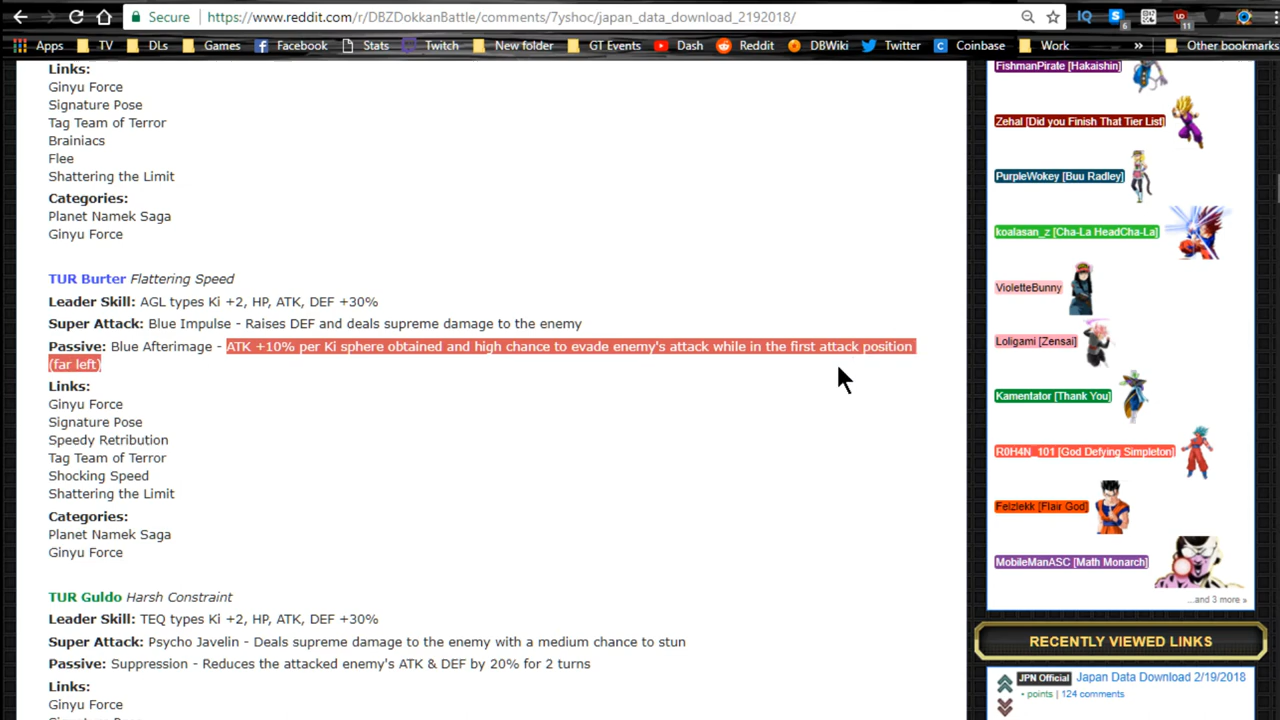 Secure
https://www.reddit.com/r/DBZDokkanBattle/comments/7yshoc/japan_data_download_2192018/
IQ
6
11
Apps
TV
DLs
Games
Facebook
Stats
Twitch
New folder
GT Events
Dash
Reddit
DBWiki
Twitter
Coinbase
Work
»
Other bookmarks
Links:
Ginyu Force
Signature Pose
Tag Team of Terror
Brainiacs
Flee
Shattering the Limit
Categories:
Planet Namek Saga
Ginyu Force
TUR Burter Flattering Speed
Leader Skill: AGL types Ki +2, HP, ATK, DEF +30%
Super Attack: Blue Impulse - Raises DEF and deals supreme damage to the enemy
Passive: Blue Afterimage - ATK +10% per Ki sphere obtained and high chance to evade enemy's attack while in the first attack position
(far left)
Links:
Ginyu Force
Signature Pose
Speedy Retribution
Tag Team of Terror
Shocking Speed
Shattering the Limit
Categories:
Planet Namek Saga
Ginyu Force
TUR Guldo Harsh Constraint
Leader Skill: TEQ types Ki +2, HP, ATK, DEF +30%
Super Attack: Psycho Javelin - Deals supreme damage to the enemy with a medium chance to stun
Passive: Suppression - Reduces the attacked enemy's ATK & DEF by 20% for 2 turns
Links:
Ginyu Force
FishmanPirate [Hakaishin]
Zehal [Did you Finish That Tier List]
PurpleWokey [Buu Radley]
koalasan_z [Cha-La HeadCha-La]
VioletteBunny
Loligami [Zensai]
Kamentator [Thank You]
R0H4N_101 [God Defying Simpleton]
Feizlekk [Flair God]
MobileManASC [Math Monarch]
...and 3 more »
RECENTLY VIEWED LINKS
JPN Official Japan Data Download 2/19/2018
• points | 124 comments